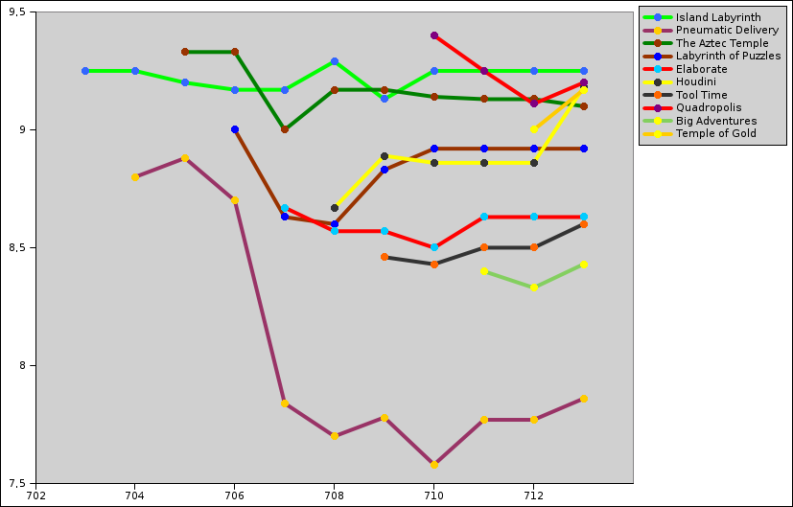 9,5
9
8,5
8
7,5
702
704
706
708
710
712
Island Labyrinth
Pneumatic Delivery
The Aztec Temple
Labyrinth of Puzzles
Elaborate
Houdini
Tool Time
Quadropolis
Big Adventures
Temple of Gold